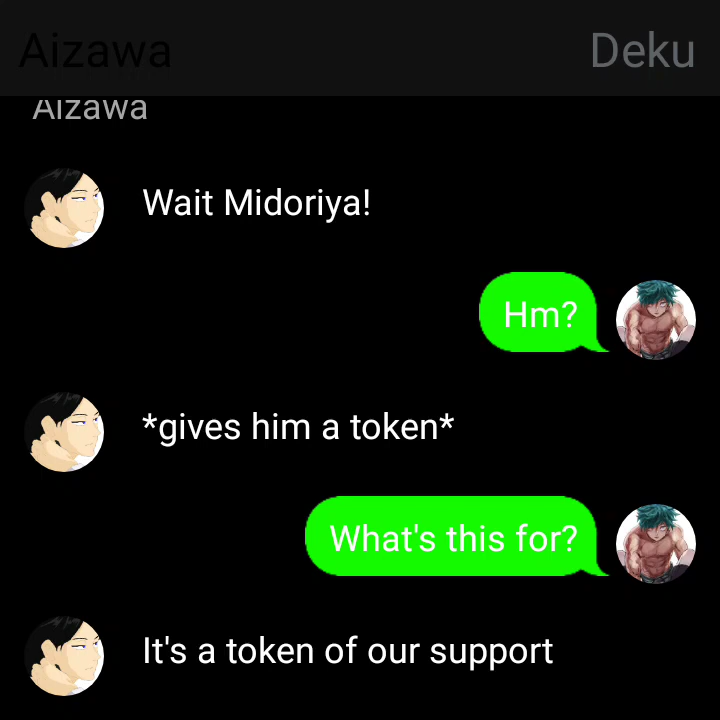 Aizawa
Deku
Aizawa
Wait Midoriya!
Hm?
*gives him a token*
What's this for?
It's a token of our support